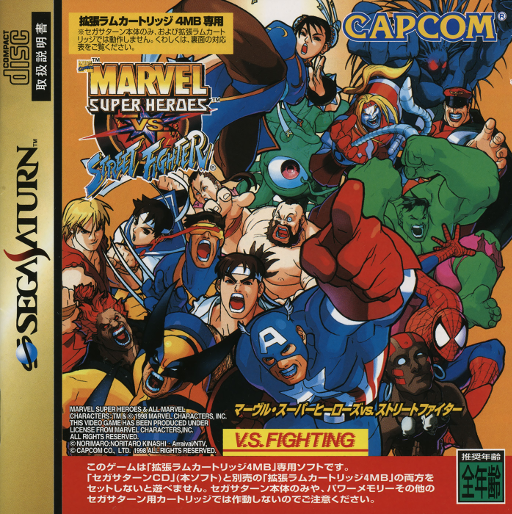 COMPACT
disc
取扱説明書
SEGA SATURN™
拡張ラムカートリッジ 4MB 専用
※セガサターン本体のみ、および拡張ラムカート
リッジでは動作しません。くわしくは、裏面の対応
表をご覧ください。
CAPCOM®
MARVEL™
SUPER HEROES™
VS.
STREET FIGHTER®
マーヴル・スーパーヒーローズvs.ストリートファイター
MARVEL SUPER HEROES & ALL MARVEL
CHARACTERS:TM & © 1998 MARVEL CHARACTERS, INC.
THIS VIDEO GAME HAS BEEN PRODUCED UNDER
LICENSE FROM MARVEL CHARACTERS,INC.
ALL RIGHTS RESERVED.
© NORIMARO:NORITARO KINASHI・Amaivai/NTV,
© CAPCOM CO., LTD. 1998 ALL RIGHTS RESERVED.
V.S. FIGHTING
このゲームは「拡張ラムカートリッジ4MB」専用ソフトです。
「セガサターンCD」(本ソフト)と別売の「拡張ラムカートリッジ4MB」の両方を
セットしないと遊べません。セガサターン本体のみや、パワーメモリーその他の
セガサターン用カートリッジでは作動しないのでご注意ください。
推奨年齢
全年齢